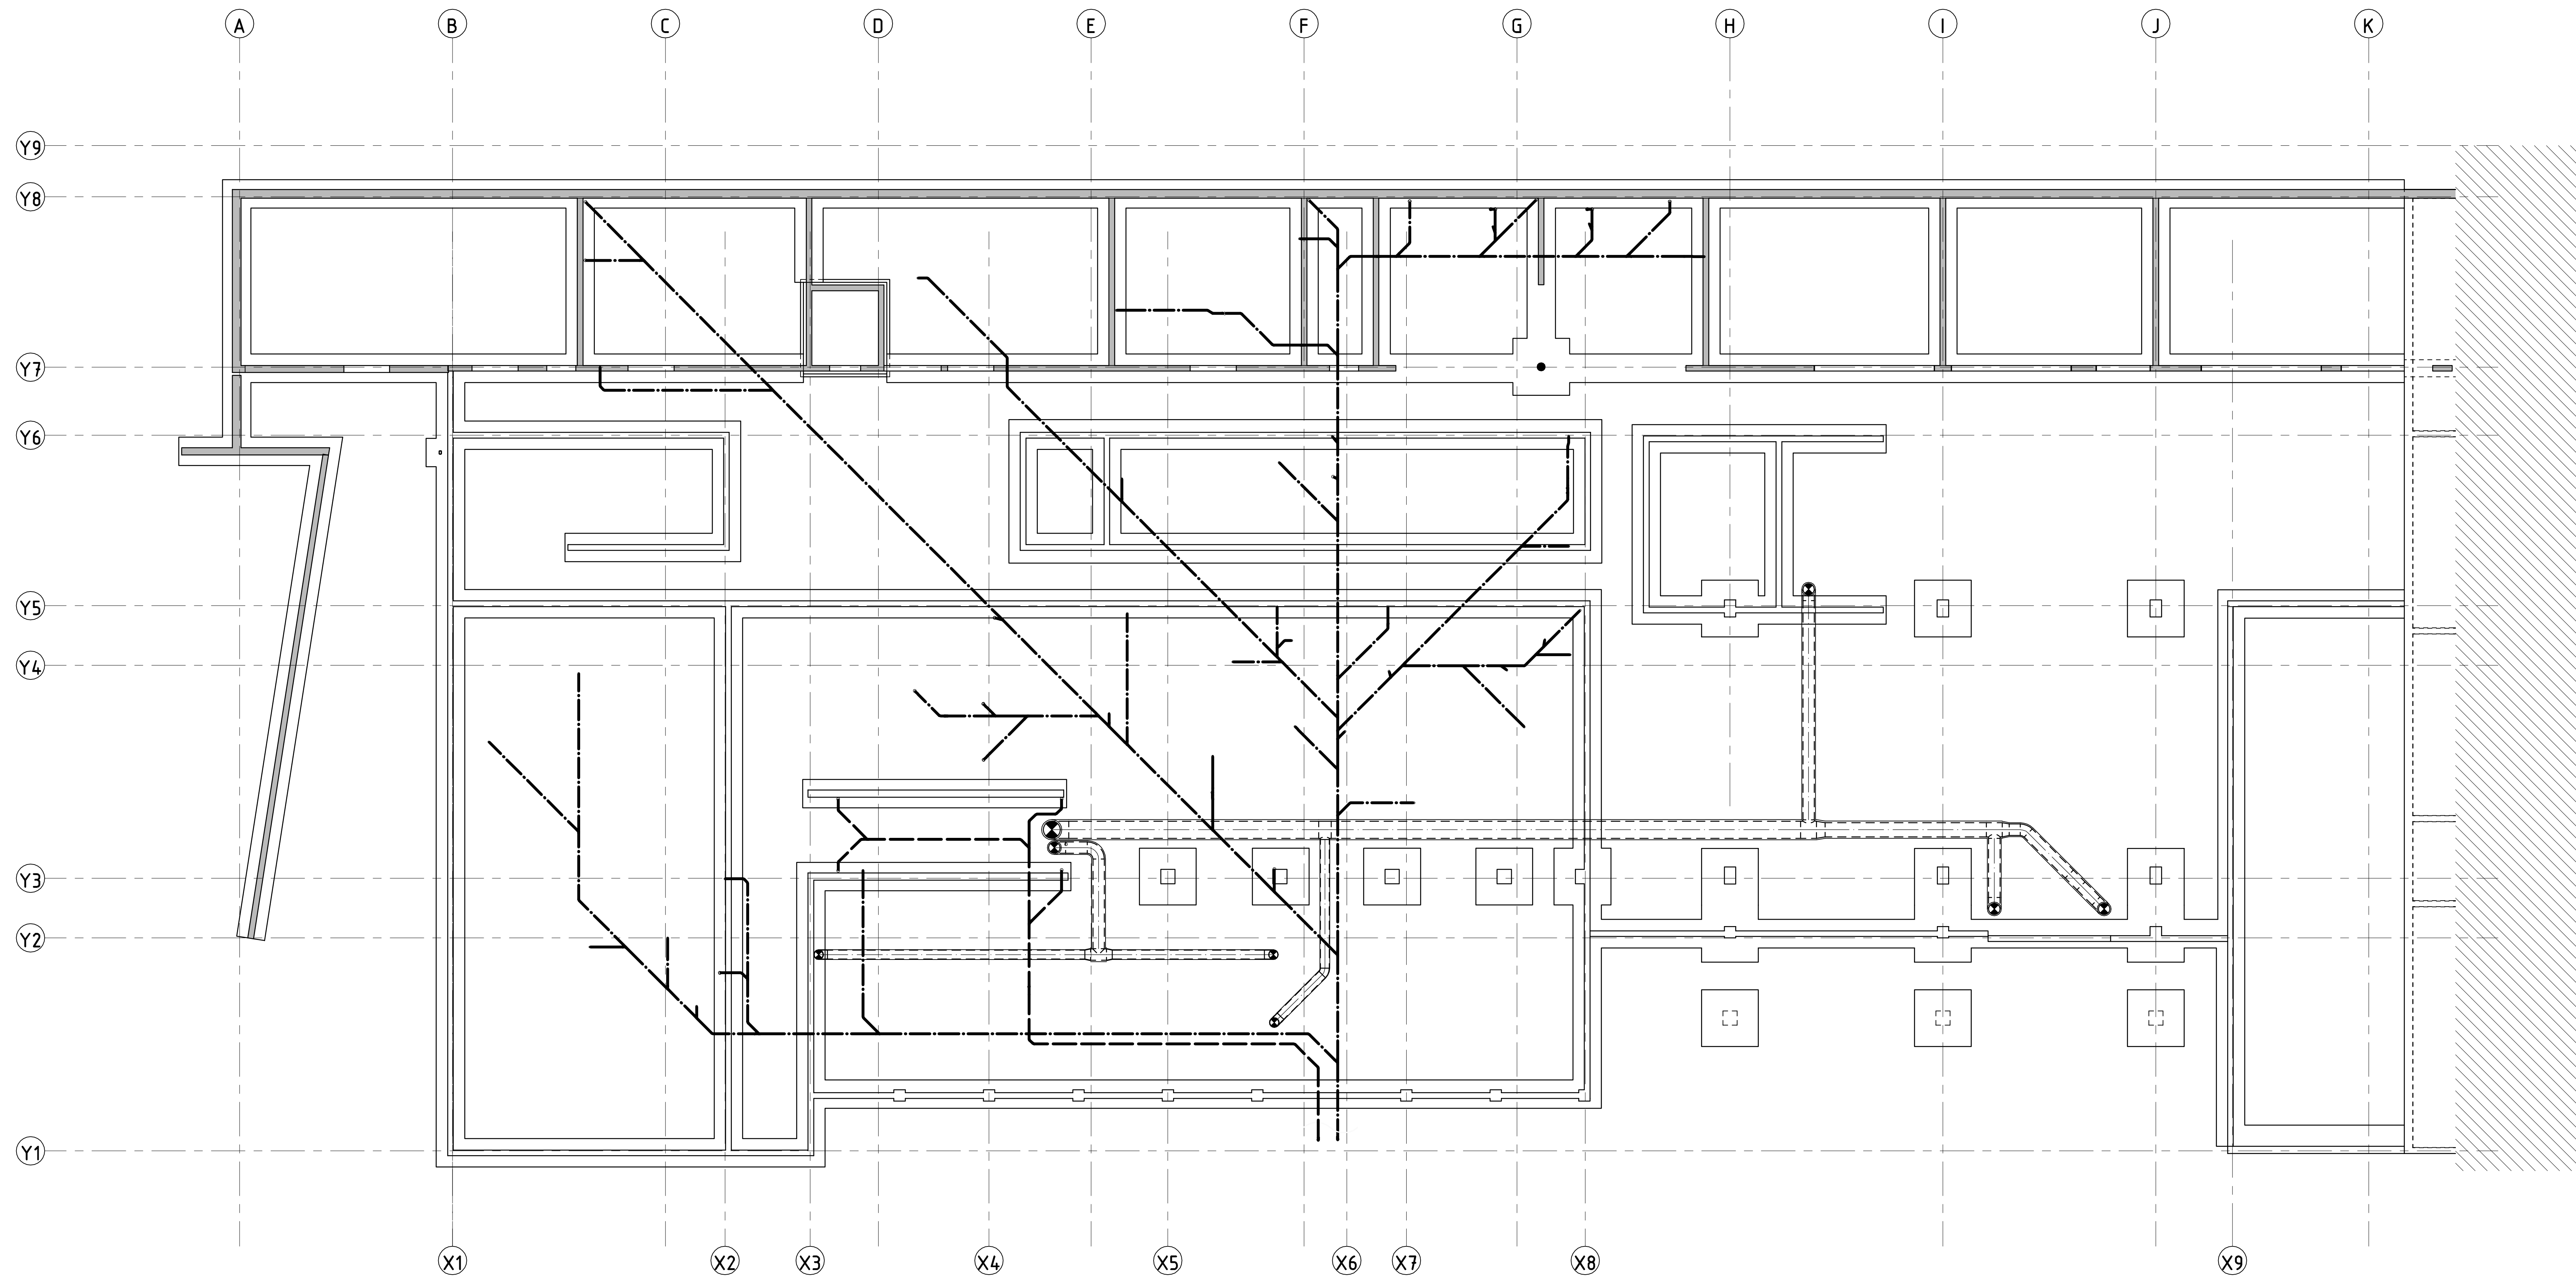 A B C D E F G H I J K
Y9
Y8
Y7
Y6
Y5
Y4
Y3
Y2
Y1
X1 X2 X3 X4 X5 X6 X7 X8 X9